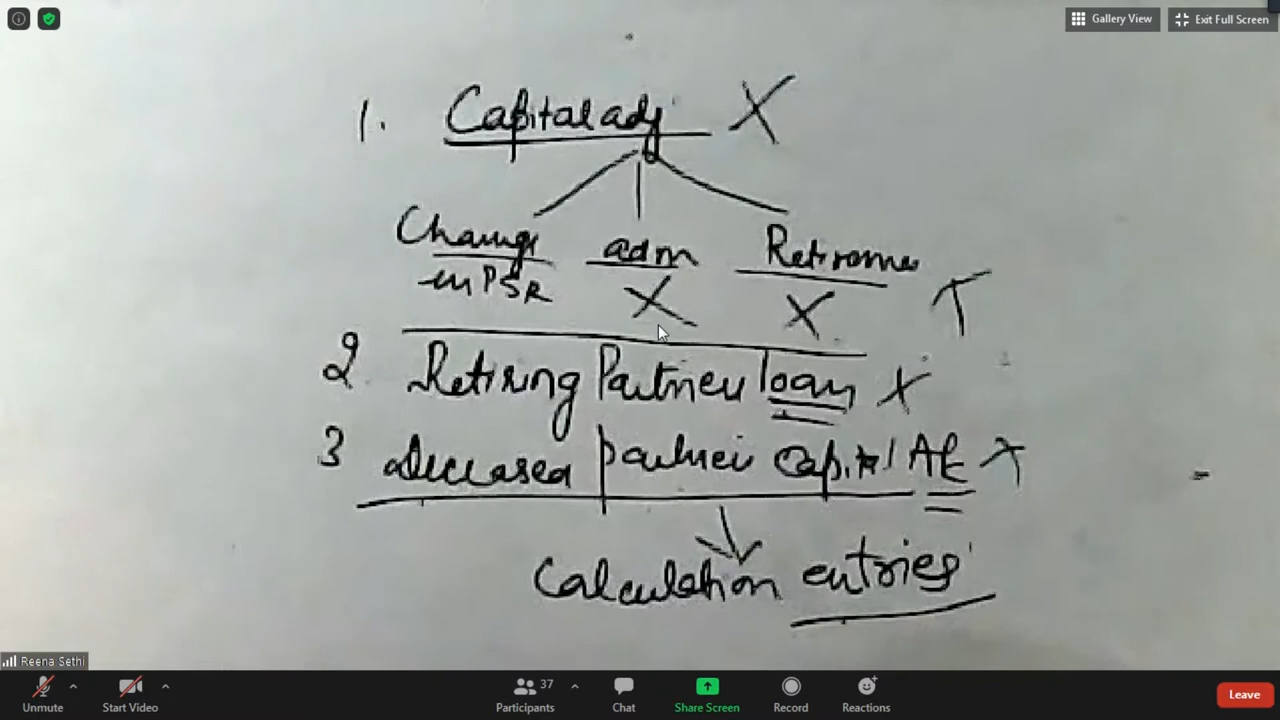 Gallery View
Exit Full Screen
1. Capital adj X
Change adm Retireme
in PSR X X
2 Retiring Partner loan X
3 deceased partner capital A/c X
Calculation entries
Reena Sethi
Unmute
Start Video
37
Participants
Chat
Share Screen
Record
Reactions
Leave